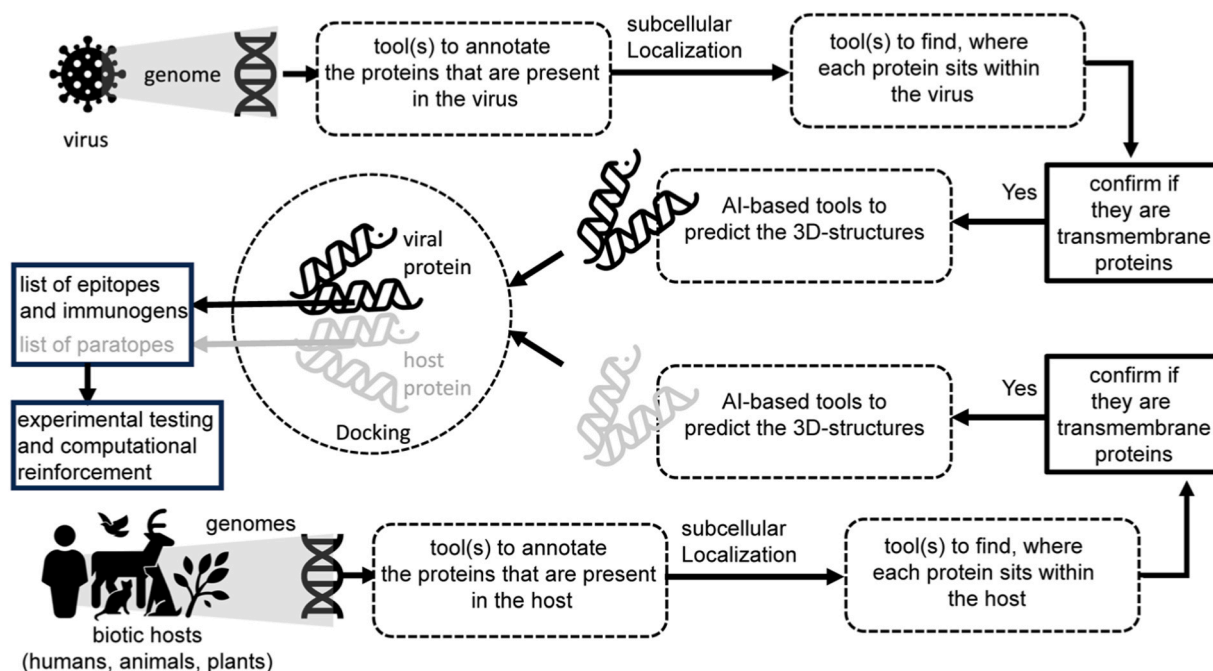 genome
virus
tool(s) to annotate
the proteins that are present
in the virus
subcellular
Localization
tool(s) to find, where
each protein sits within
the virus
confirm if
they are
transmembrane
proteins
Yes
AI-based tools to
predict the 3D-structures
viral
protein
host
protein
Docking
list of epitopes
and immunogens
list of paratopes
experimental testing
and computational
reinforcement
AI-based tools to
predict the 3D-structures
Yes
confirm if
they are
transmembrane
proteins
genomes
biotic hosts
(humans, animals, plants)
tool(s) to annotate
the proteins that are present
in the host
subcellular
Localization
tool(s) to find, where
each protein sits within
the host